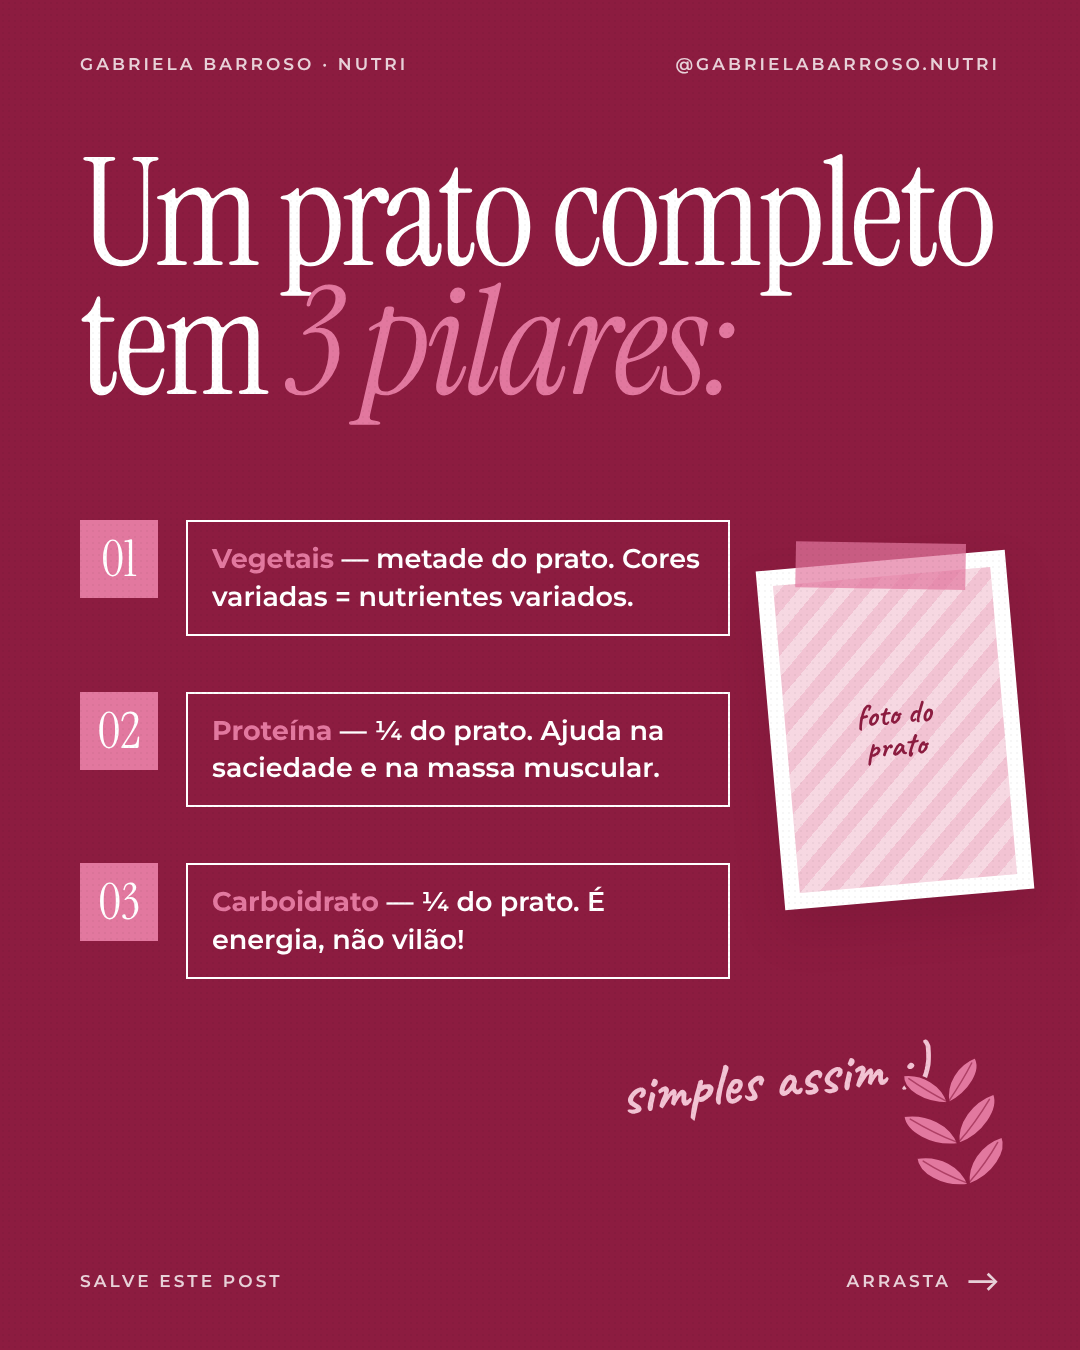 GABRIELA BARROSO · NUTRI
@GABRIELABARROSO.NUTRI
Um prato completo
tem 3 pilares:
01
Vegetais — metade do prato. Cores
variadas = nutrientes variados.
02
Proteína — ¼ do prato. Ajuda na
saciedade e na massa muscular.
03
Carboidrato — ¼ do prato. É
energia, não vilão!
foto do
prato
simples assim :)
SALVE ESTE POST
ARRASTA →